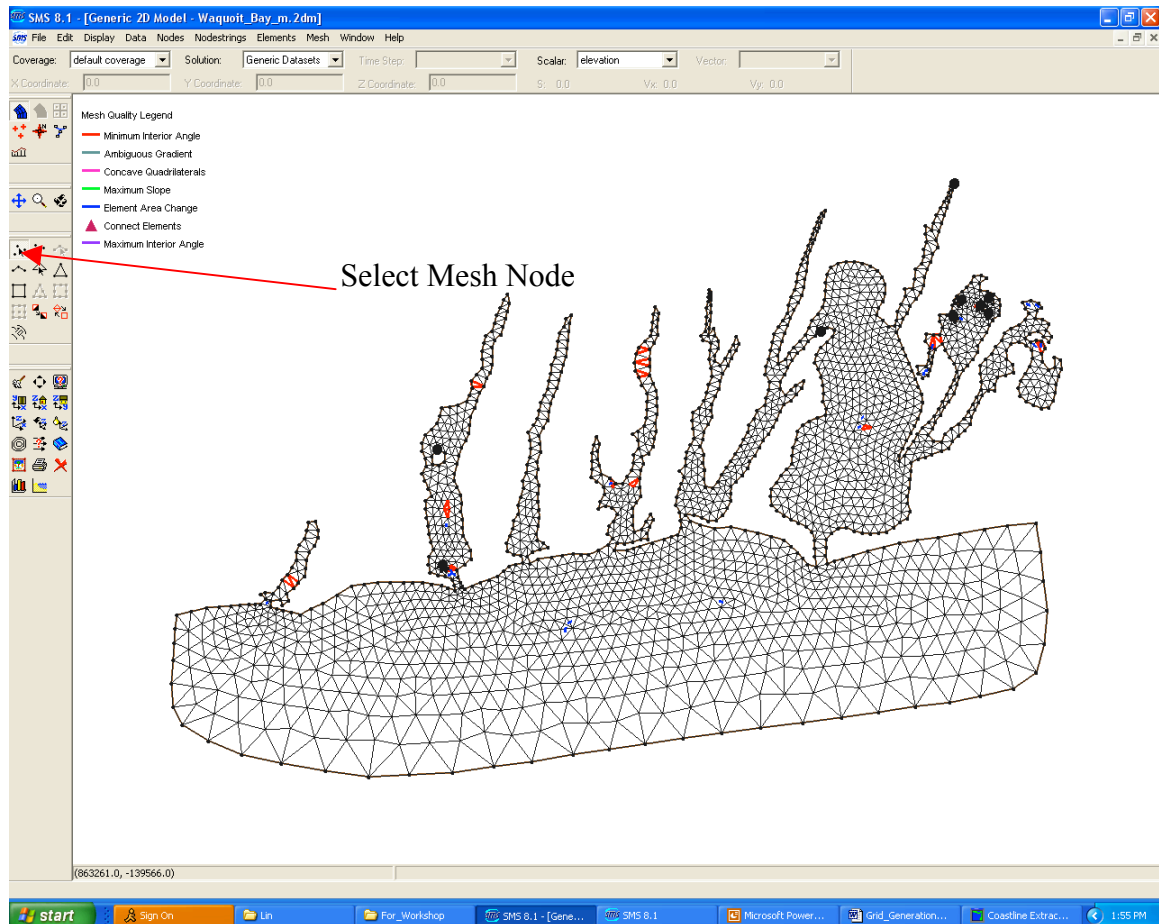 SMS 8.1 - [Generic 2D Model - Waquoit_Bay_m.2dm]
sms File Edit Display Data Nodes Nodestrings Elements Mesh Window Help
Coverage: default coverage Solution: Generic Datasets Time Step: Scalar: elevation Vector:
X Coordinate: 0.0 Y Coordinate: 0.0 Z Coordinate: 0.0 S: 0.0 Vx: 0.0 Vy: 0.0
Mesh Quality Legend
Minimum Interior Angle
Ambiguous Gradient
Concave Quadrilaterals
Maximum Slope
Element Area Change
Connect Elements
Maximum Interior Angle
Select Mesh Node
(863261.0, -139566.0)
start Sign On Lin For_Workshop SMS 8.1 - [Gene... SMS 8.1 Microsoft Power... Grid_Generation... Coastline Extrac... 1:55 PM